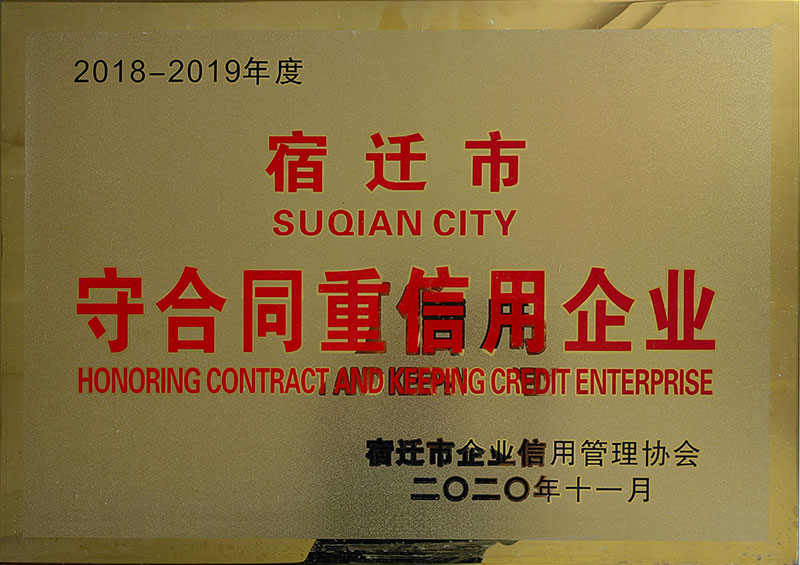 2018-2019年度
宿迁市
SUQIAN CITY
守合同重信用企业
HONORING CONTRACT AND KEEPING CREDIT ENTERPRISE
宿迁市企业信用管理协会
二〇二〇年十一月